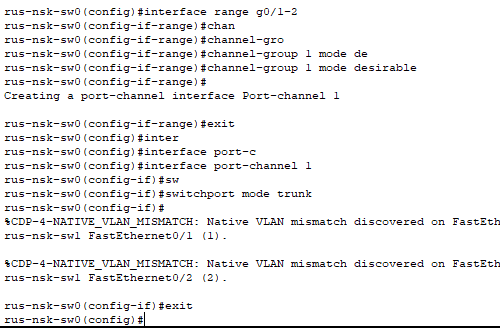 rus-nsk-sw0(config)#interface range g0/1-2
rus-nsk-sw0(config-if-range)#chan
rus-nsk-sw0(config-if-range)#channel-gro
rus-nsk-sw0(config-if-range)#channel-group 1 mode de
rus-nsk-sw0(config-if-range)#channel-group 1 mode desirable
rus-nsk-sw0(config-if-range)#
Creating a port-channel interface Port-channel 1
rus-nsk-sw0(config-if-range)#exit
rus-nsk-sw0(config)#inter
rus-nsk-sw0(config)#interface port-c
rus-nsk-sw0(config)#interface port-channel 1
rus-nsk-sw0(config-if)#sw
rus-nsk-sw0(config-if)#switchport mode trunk
rus-nsk-sw0(config-if)#
%CDP-4-NATIVE_VLAN_MISMATCH: Native VLAN mismatch discovered on FastEth
rus-nsk-sw1 FastEthernet0/1 (1).
%CDP-4-NATIVE_VLAN_MISMATCH: Native VLAN mismatch discovered on FastEth
rus-nsk-sw1 FastEthernet0/2 (2).
rus-nsk-sw0(config-if)#exit
rus-nsk-sw0(config)#